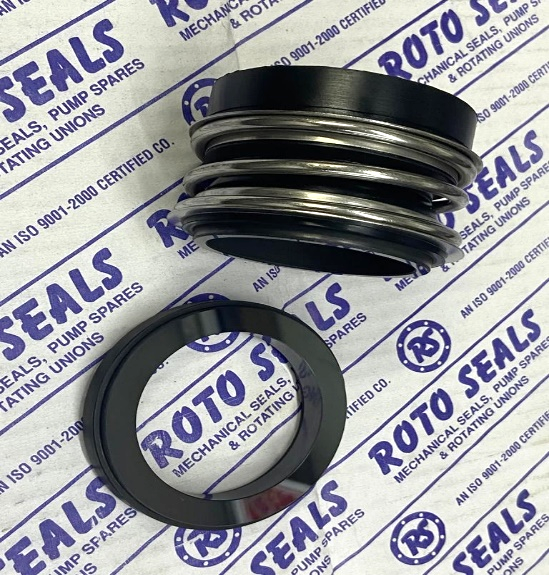 ROTO SEALS
MECHANICAL SEALS, PUMP SPARES
& ROTATING UNIONS
AN ISO 9001-2000 CERTIFIED CO.
RS